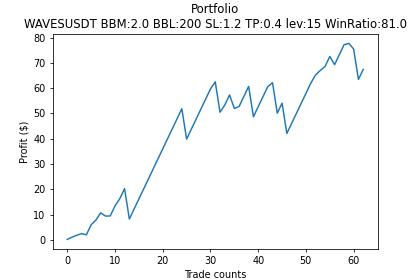 Portfolio
WAVESUSDT BBM:2.0 BBL:200 SL:1.2 TP:0.4 lev:15 WinRatio:81.0
80
70
60
50
40
30
20
10
0
Profit ($)
0 10 20 30 40 50 60
Trade counts